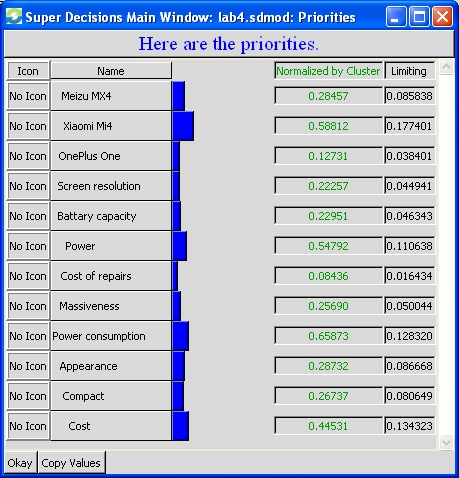 Super Decisions Main Window: lab4.sdmod: Priorities
Here are the priorities.
Icon Name Normalized by Cluster Limiting
No Icon Meizu MX4 0.28457 0.085838
No Icon Xiaomi Mi4 0.58812 0.177401
No Icon OnePlus One 0.12731 0.038401
No Icon Screen resolution 0.22257 0.044941
No Icon Battary capacity 0.22951 0.046343
No Icon Power 0.54792 0.110638
No Icon Cost of repairs 0.08436 0.016434
No Icon Massiveness 0.25690 0.050044
No Icon Power consumption 0.65873 0.128320
No Icon Appearance 0.28732 0.086668
No Icon Compact 0.26737 0.080649
No Icon Cost 0.44531 0.134323
Okay Copy Values